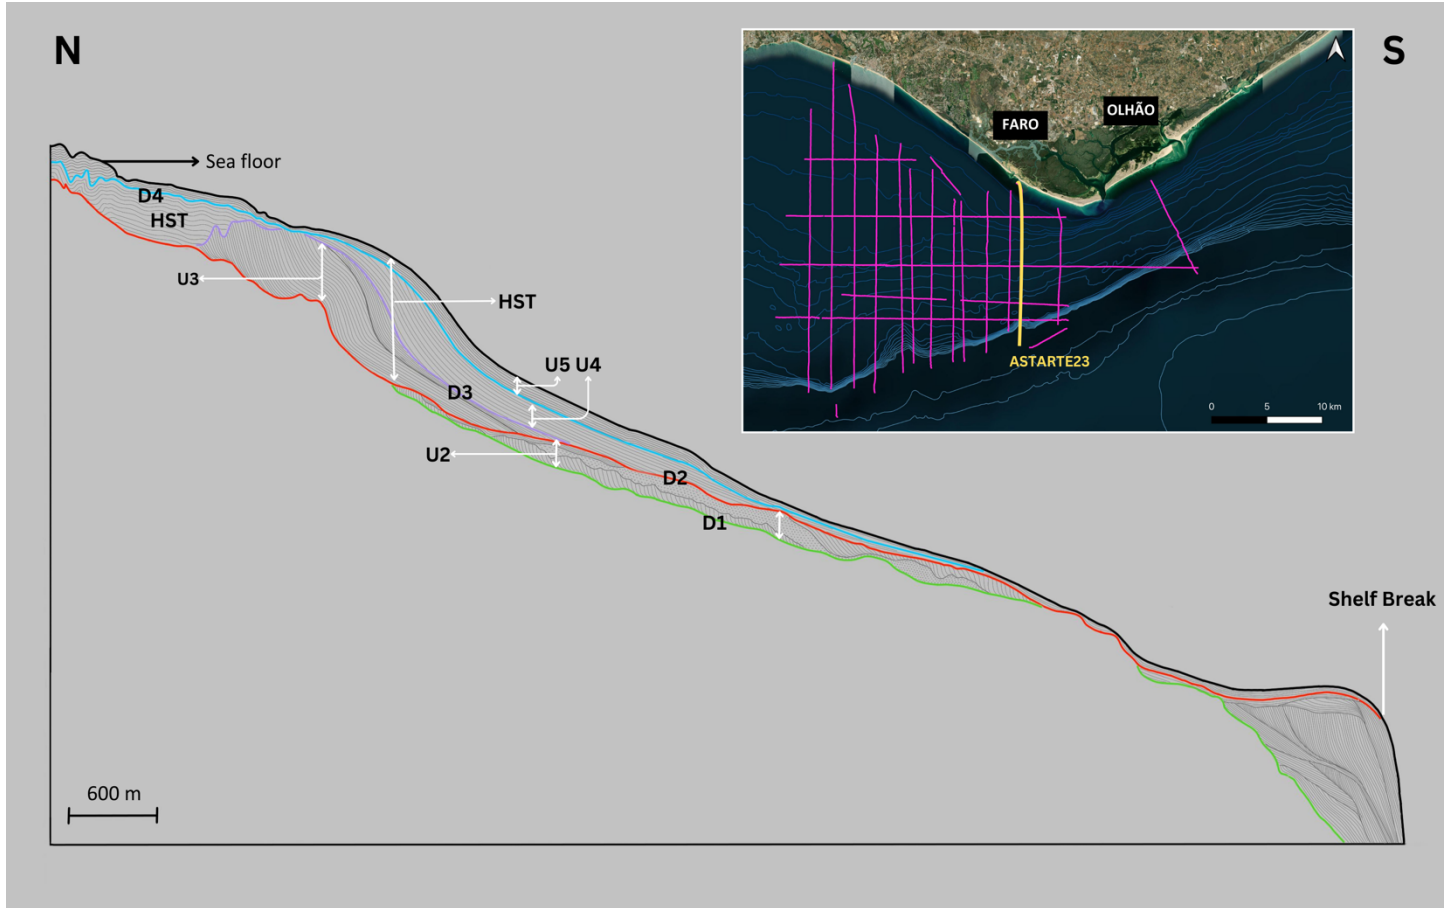 N
S
FARO
OLHÃO
Sea floor
D4
HST
U3
HST
ASTARTE23
U5 U4
0 5 10 km
D3
U2
D2
D1
Shelf Break
600 m